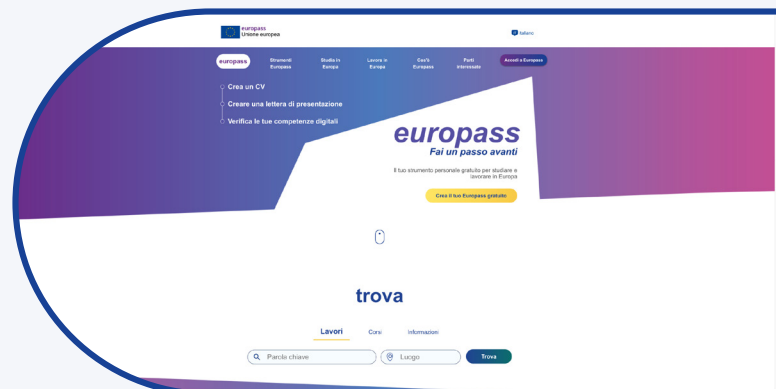 europass
Unione europea
it Italiano
europass
Strumenti Europass
Studia in Europa
Lavora in Europa
Cos'è Europass
Parti interessate
Accedi a Europass
Crea un CV
Creare una lettera di presentazione
Verifica le tue competenze digitali
europass
Fai un passo avanti
Il tuo strumento personale gratuito per studiare e
lavorare in Europa
Crea il tuo Europass gratuito
trova
Lavori Corsi Informazioni
Parola chiave Luogo Trova